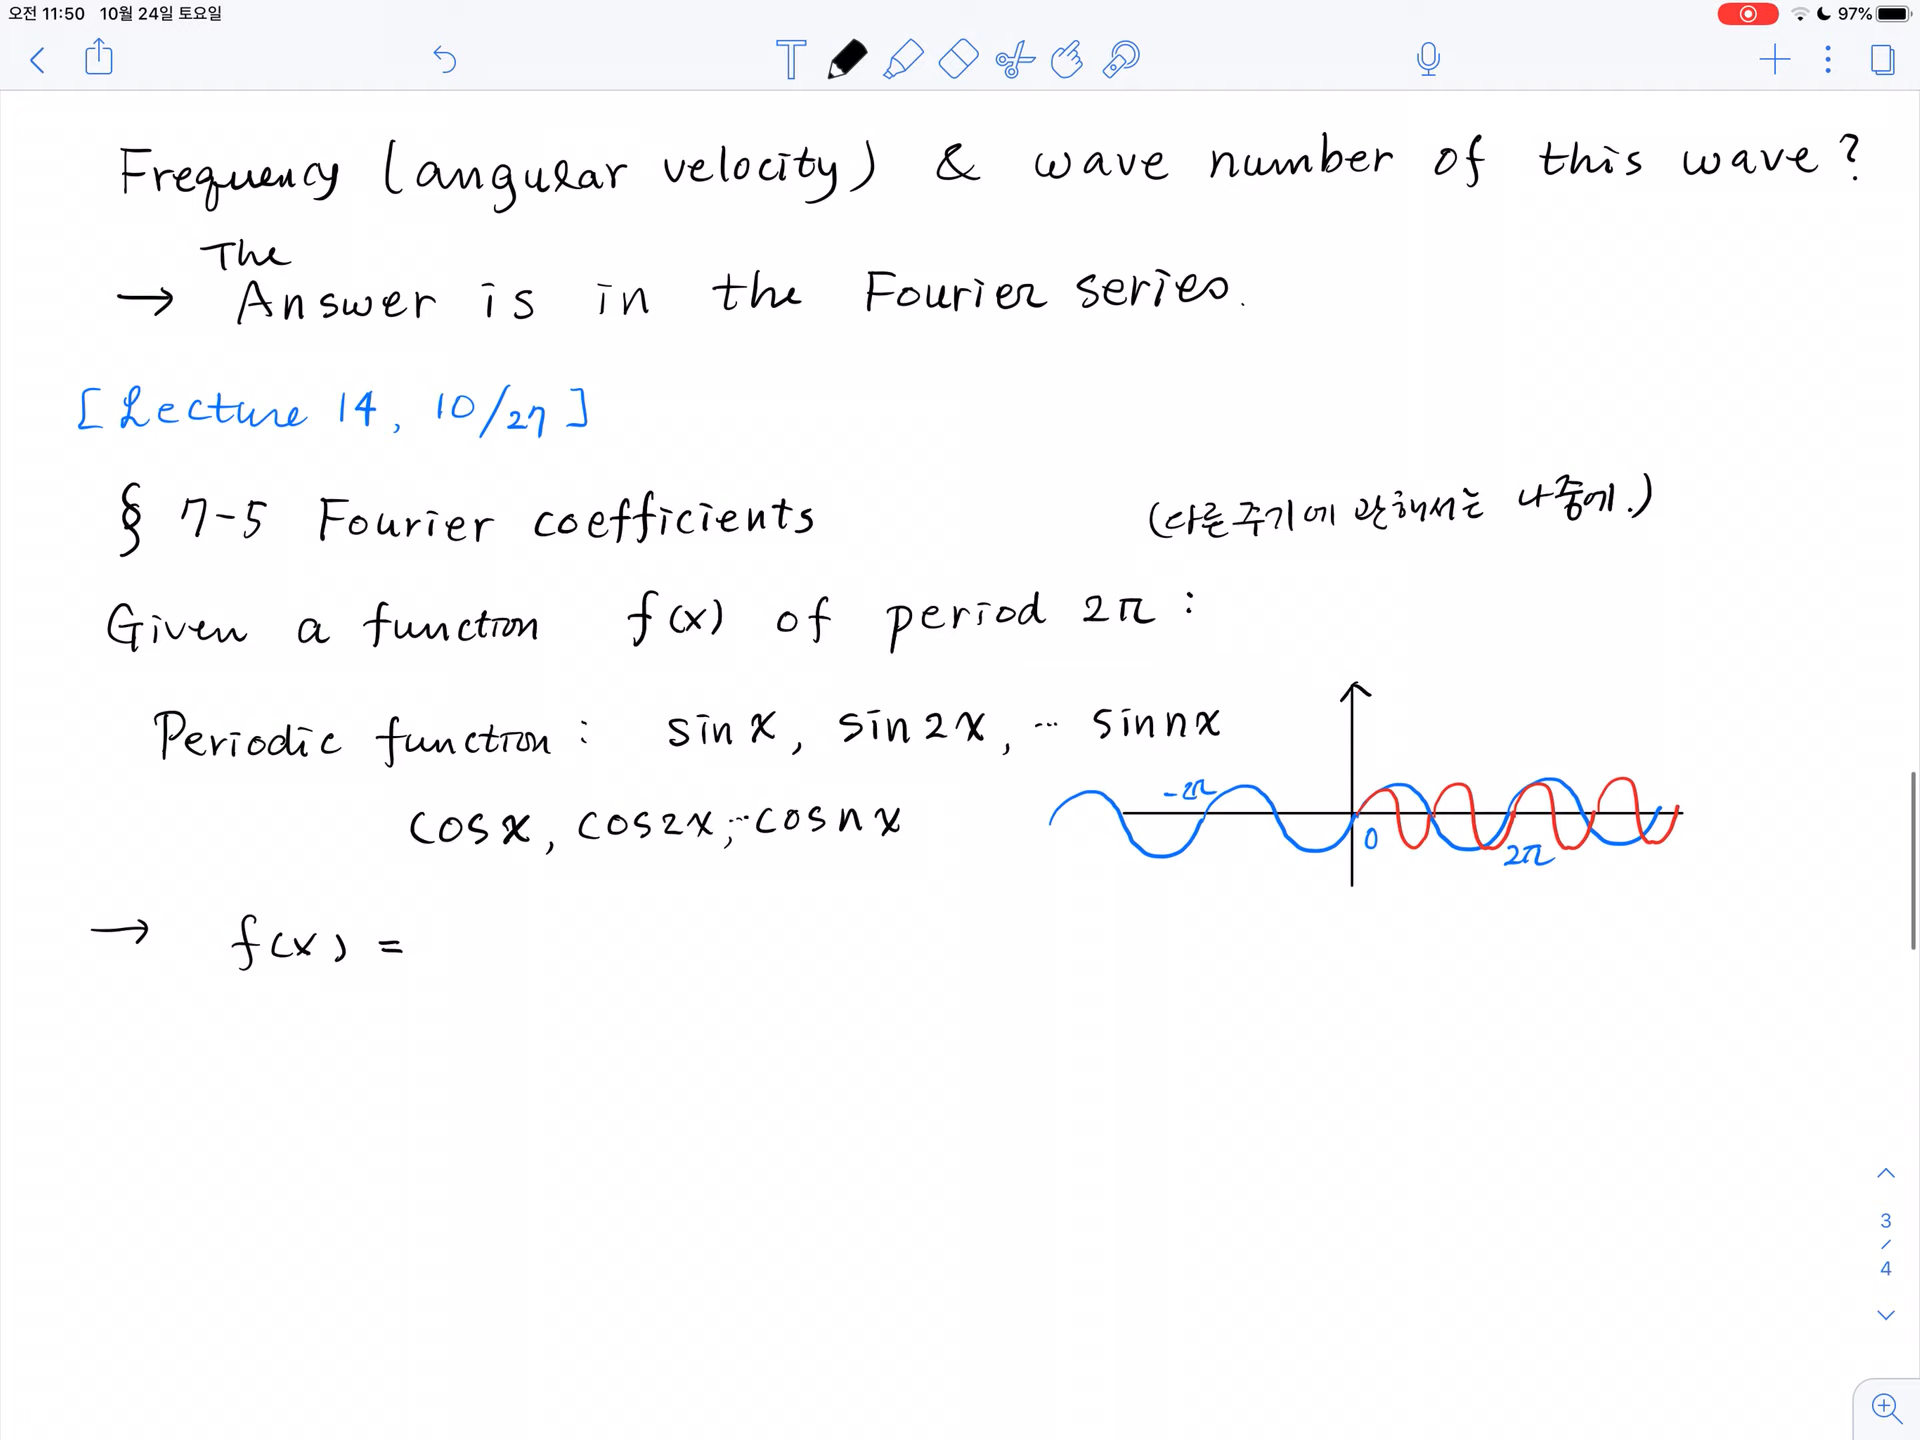 오전 11:50 10월 24일 토요일 97%
Frequency (angular velocity) & wave number of this wave?
The
→ Answer is in the Fourier series.
[Lecture 14, 10/27]
§ 7-5 Fourier coefficients
(다른 주기에 관해서는 나중에.)
Given a function f(x) of period 2π :
Periodic function : sin x, sin 2x, ... sin nx
cos x, cos 2x, ... cos nx
-2π 0 2π
→ f(x) =
3
/
4